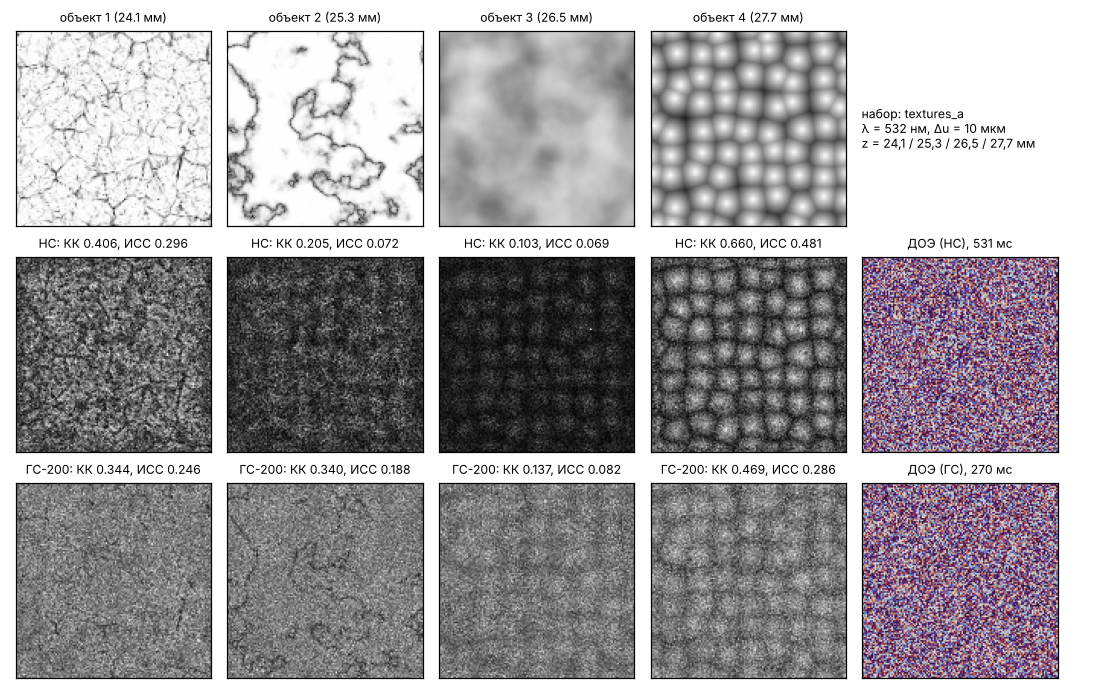 объект 1 (24.1 мм)
объект 2 (25.3 мм)
объект 3 (26.5 мм)
объект 4 (27.7 мм)
набор: textures_a
λ = 532 нм, Δu = 10 мкм
z = 24,1 / 25,3 / 26,5 / 27,7 мм
НС: КК 0.406, ИСС 0.296
НС: КК 0.205, ИСС 0.072
НС: КК 0.103, ИСС 0.069
НС: КК 0.660, ИСС 0.481
ДОЭ (НС), 531 мс
ГС-200: КК 0.344, ИСС 0.246
ГС-200: КК 0.340, ИСС 0.188
ГС-200: КК 0.137, ИСС 0.082
ГС-200: КК 0.469, ИСС 0.286
ДОЭ (ГС), 270 мс